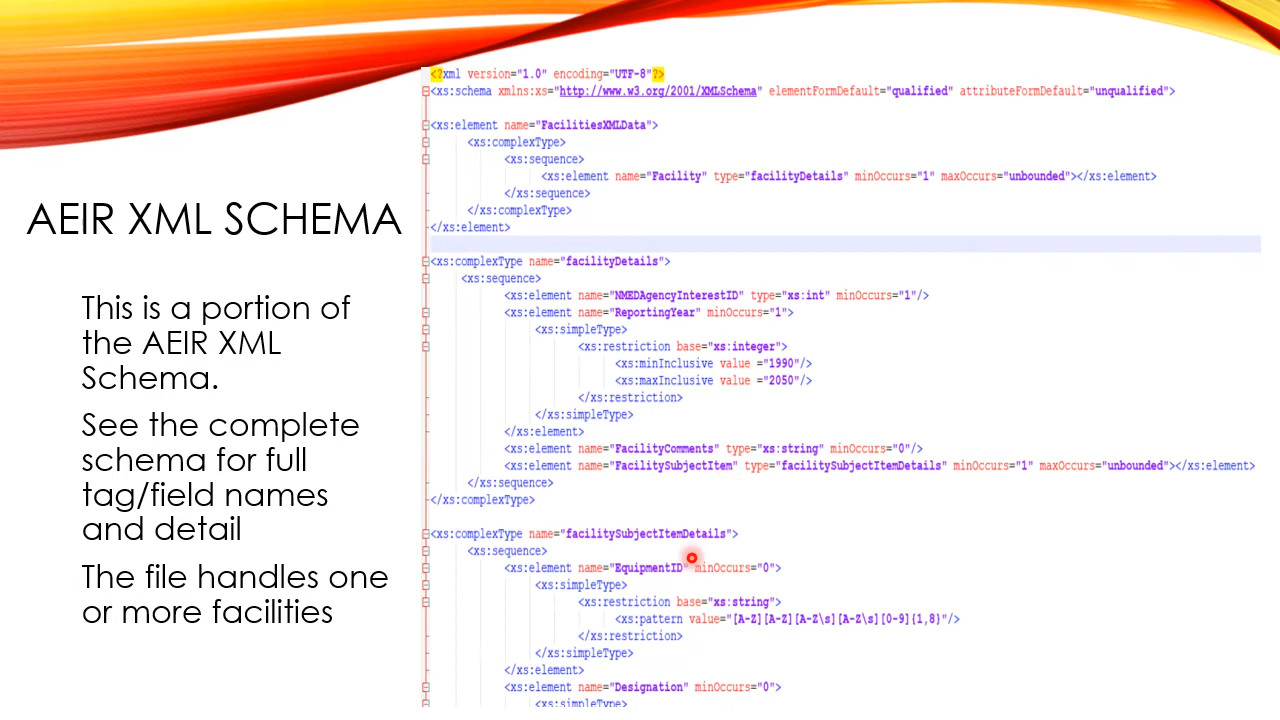 AEIR XML SCHEMA
This is a portion of
the AEIR XML
Schema.
See the complete
schema for full
tag/field names
and detail
The file handles one
or more facilities
<?xml version="1.0" encoding="UTF-8"?>
<xs:schema xmlns:xs="http://www.w3.org/2001/XMLSchema" elementFormDefault="qualified" attributeFormDefault="unqualified">
<xs:element name="FacilitiesXMLData">
<xs:complexType>
<xs:sequence>
<xs:element name="Facility" type="facilityDetails" minOccurs="1" maxOccurs="unbounded"></xs:element>
</xs:sequence>
</xs:complexType>
</xs:element>
<xs:complexType name="facilityDetails">
<xs:sequence>
<xs:element name="NMEDAgencyInterestID" type="xs:int" minOccurs="1"/>
<xs:element name="ReportingYear" minOccurs="1">
<xs:simpleType>
<xs:restriction base="xs:integer">
<xs:minInclusive value ="1990"/>
<xs:maxInclusive value ="2050"/>
</xs:restriction>
</xs:simpleType>
</xs:element>
<xs:element name="FacilityComments" type="xs:string" minOccurs="0"/>
<xs:element name="FacilitySubjectItem" type="facilitySubjectItemDetails" minOccurs="1" maxOccurs="unbounded"></xs:element>
</xs:sequence>
</xs:complexType>
<xs:complexType name="facilitySubjectItemDetails">
<xs:sequence>
<xs:element name="EquipmentID" minOccurs="0">
<xs:simpleType>
<xs:restriction base="xs:string">
<xs:pattern value="[A-Z][A-Z][A-Z\s][A-Z\s][0-9]{1,8}"/>
</xs:restriction>
</xs:simpleType>
</xs:element>
<xs:element name="Designation" minOccurs="0">
<xs:simpleType>